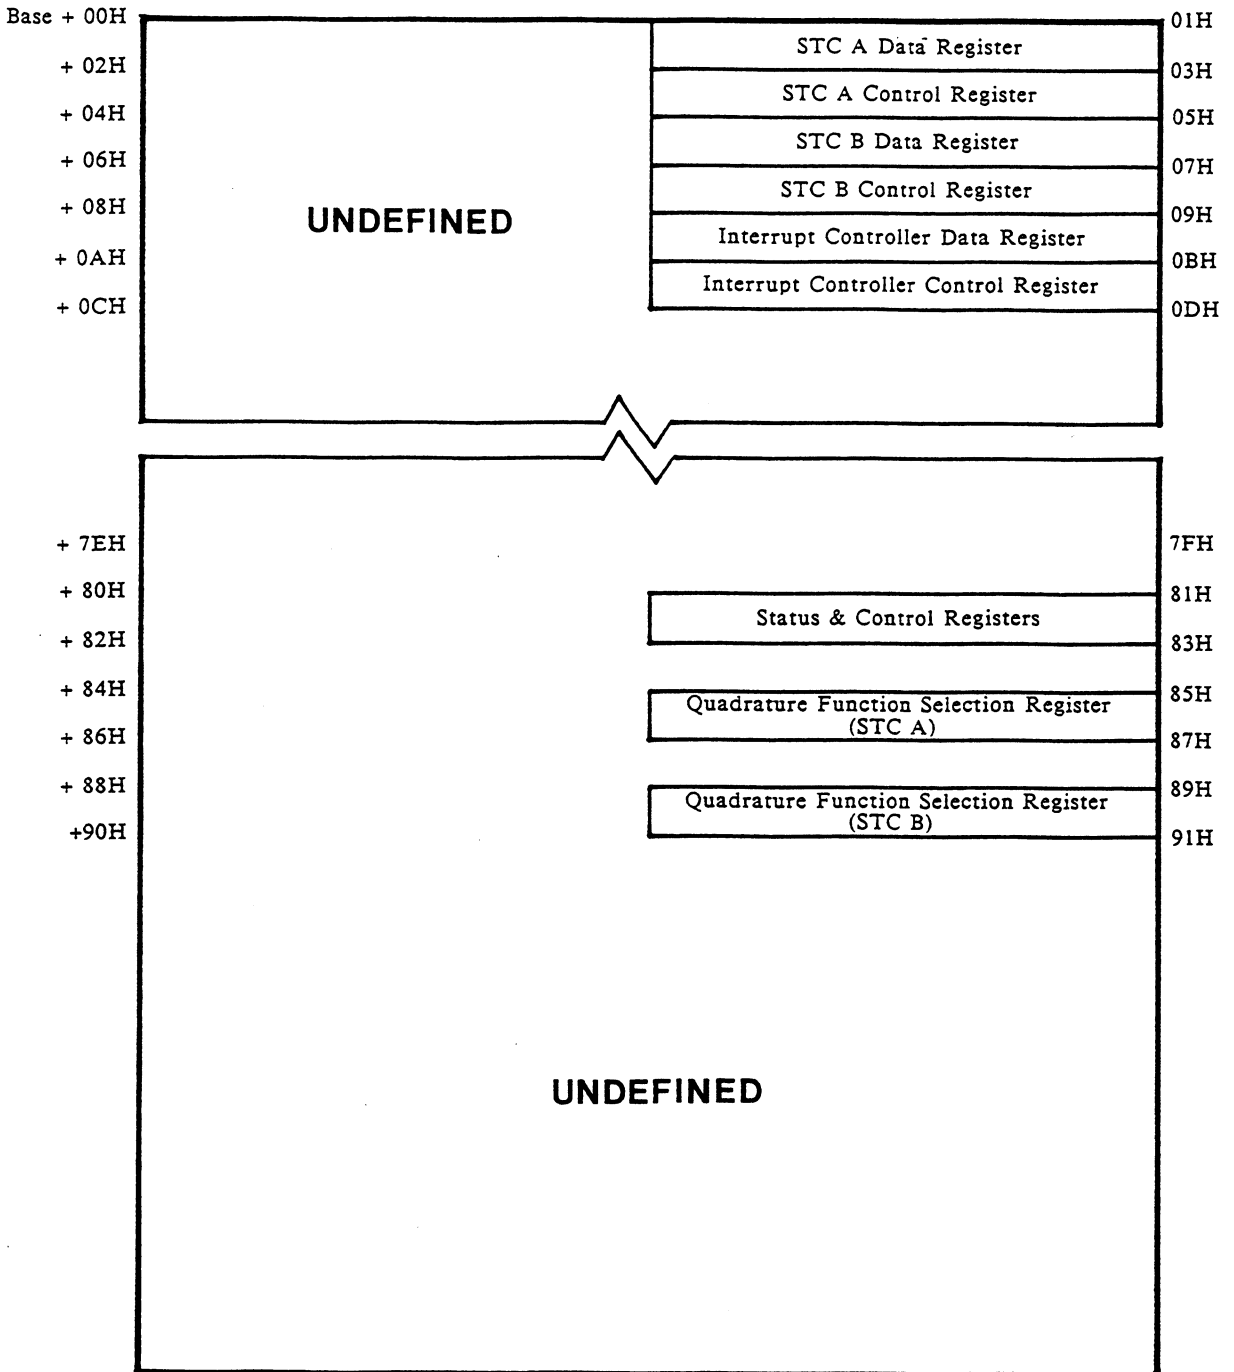 Base + 00H
01H
STC A Data Register
+ 02H
03H
STC A Control Register
+ 04H
05H
STC B Data Register
+ 06H
07H
STC B Control Register
+ 08H
09H
UNDEFINED
Interrupt Controller Data Register
+ 0AH
0BH
Interrupt Controller Control Register
+ 0CH
0DH
+ 7EH
7FH
+ 80H
81H
Status & Control Registers
+ 82H
83H
+ 84H
85H
Quadrature Function Selection Register
(STC A)
+ 86H
87H
+ 88H
89H
Quadrature Function Selection Register
(STC B)
+90H
91H
UNDEFINED